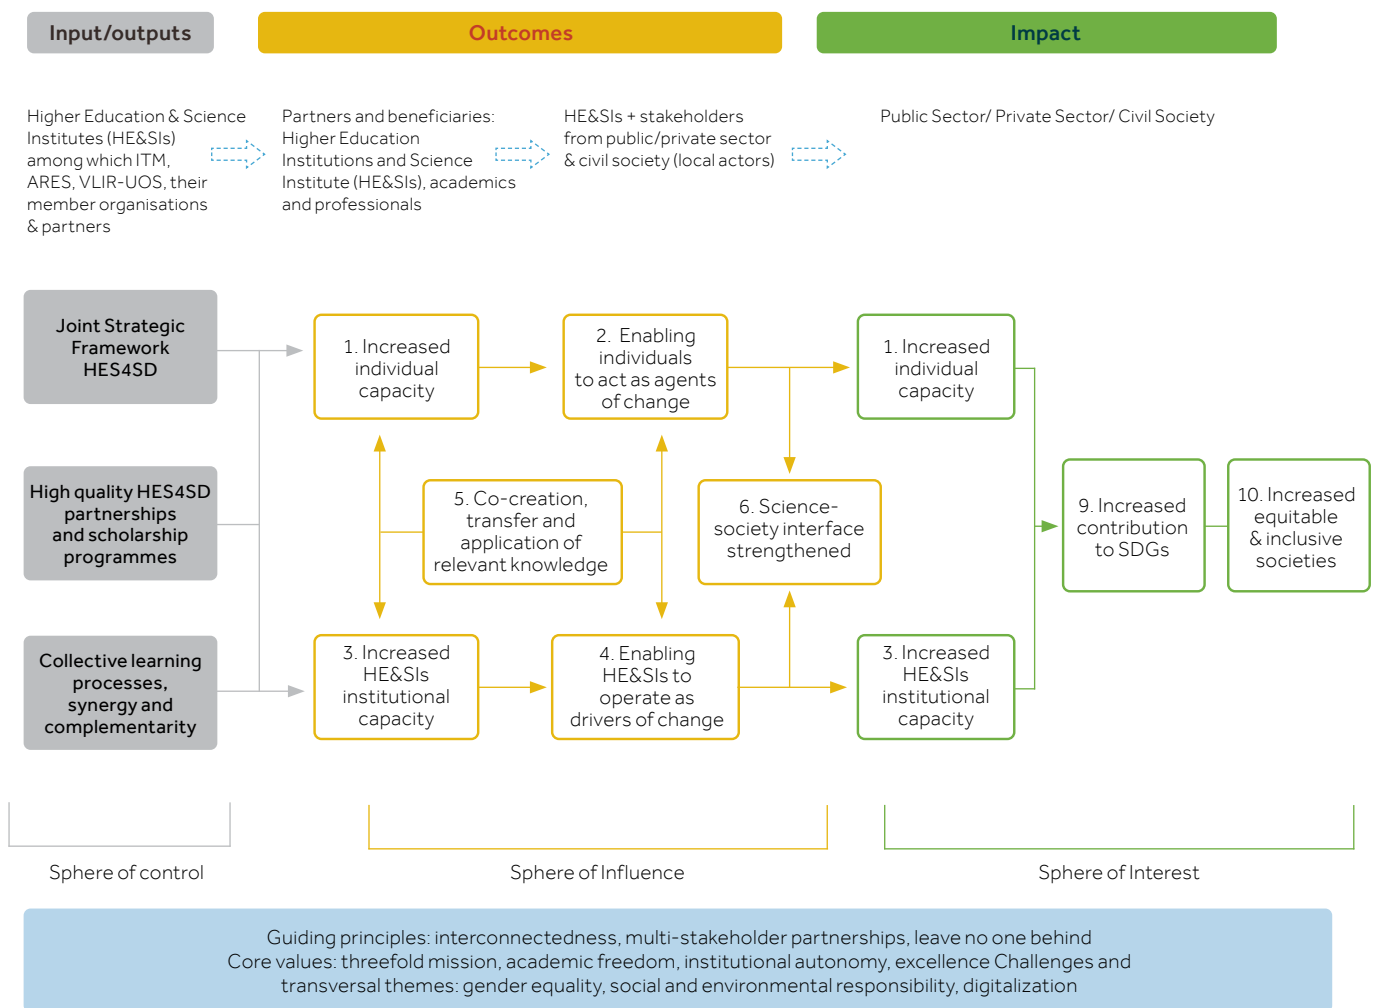 Input/outputs
Outcomes
Impact
Higher Education & Science
Institutes (HE&SIs)
among which ITM,
ARES, VLIR-UOS, their
member organisations
& partners
Partners and beneficiaries:
Higher Education
Institutions and Science
Institute (HE&SIs), academics
and professionals
HE&SIs + stakeholders
from public/private sector
& civil society (local actors)
Public Sector/ Private Sector/ Civil Society
Joint Strategic
Framework
HES4SD
1. Increased
individual
capacity
2. Enabling
individuals
to act as agents
of change
1. Increased
individual
capacity
High quality HES4SD
partnerships
and scholarship
programmes
5. Co-creation,
transfer and
application of
relevant knowledge
6. Science-
society interface
strengthened
9. Increased
contribution
to SDGs
10. Increased
equitable
& inclusive
societies
Collective learning
processes,
synergy and
complementarity
3. Increased
HE&SIs
institutional
capacity
4. Enabling
HE&SIs to
operate as
drivers of change
3. Increased
HE&SIs
institutional
capacity
Sphere of control
Sphere of Influence
Sphere of Interest
Guiding principles: interconnectedness, multi-stakeholder partnerships, leave no one behind
Core values: threefold mission, academic freedom, institutional autonomy, excellence Challenges and
transversal themes: gender equality, social and environmental responsibility, digitalization